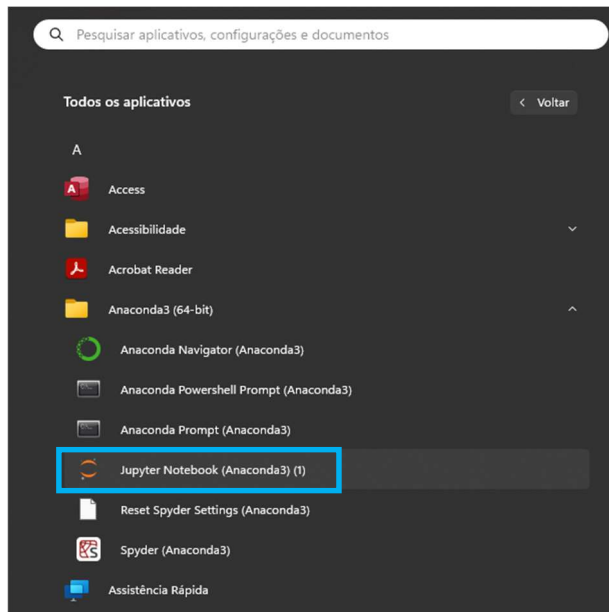 Pesquisar aplicativos, configurações e documentos
Todos os aplicativos
Voltar
A
Access
Acessibilidade
Acrobat Reader
Anaconda3 (64-bit)
Anaconda Navigator (Anaconda3)
Anaconda Powershell Prompt (Anaconda3)
Anaconda Prompt (Anaconda3)
Jupyter Notebook (Anaconda3) (1)
Reset Spyder Settings (Anaconda3)
Spyder (Anaconda3)
Assistência Rápida